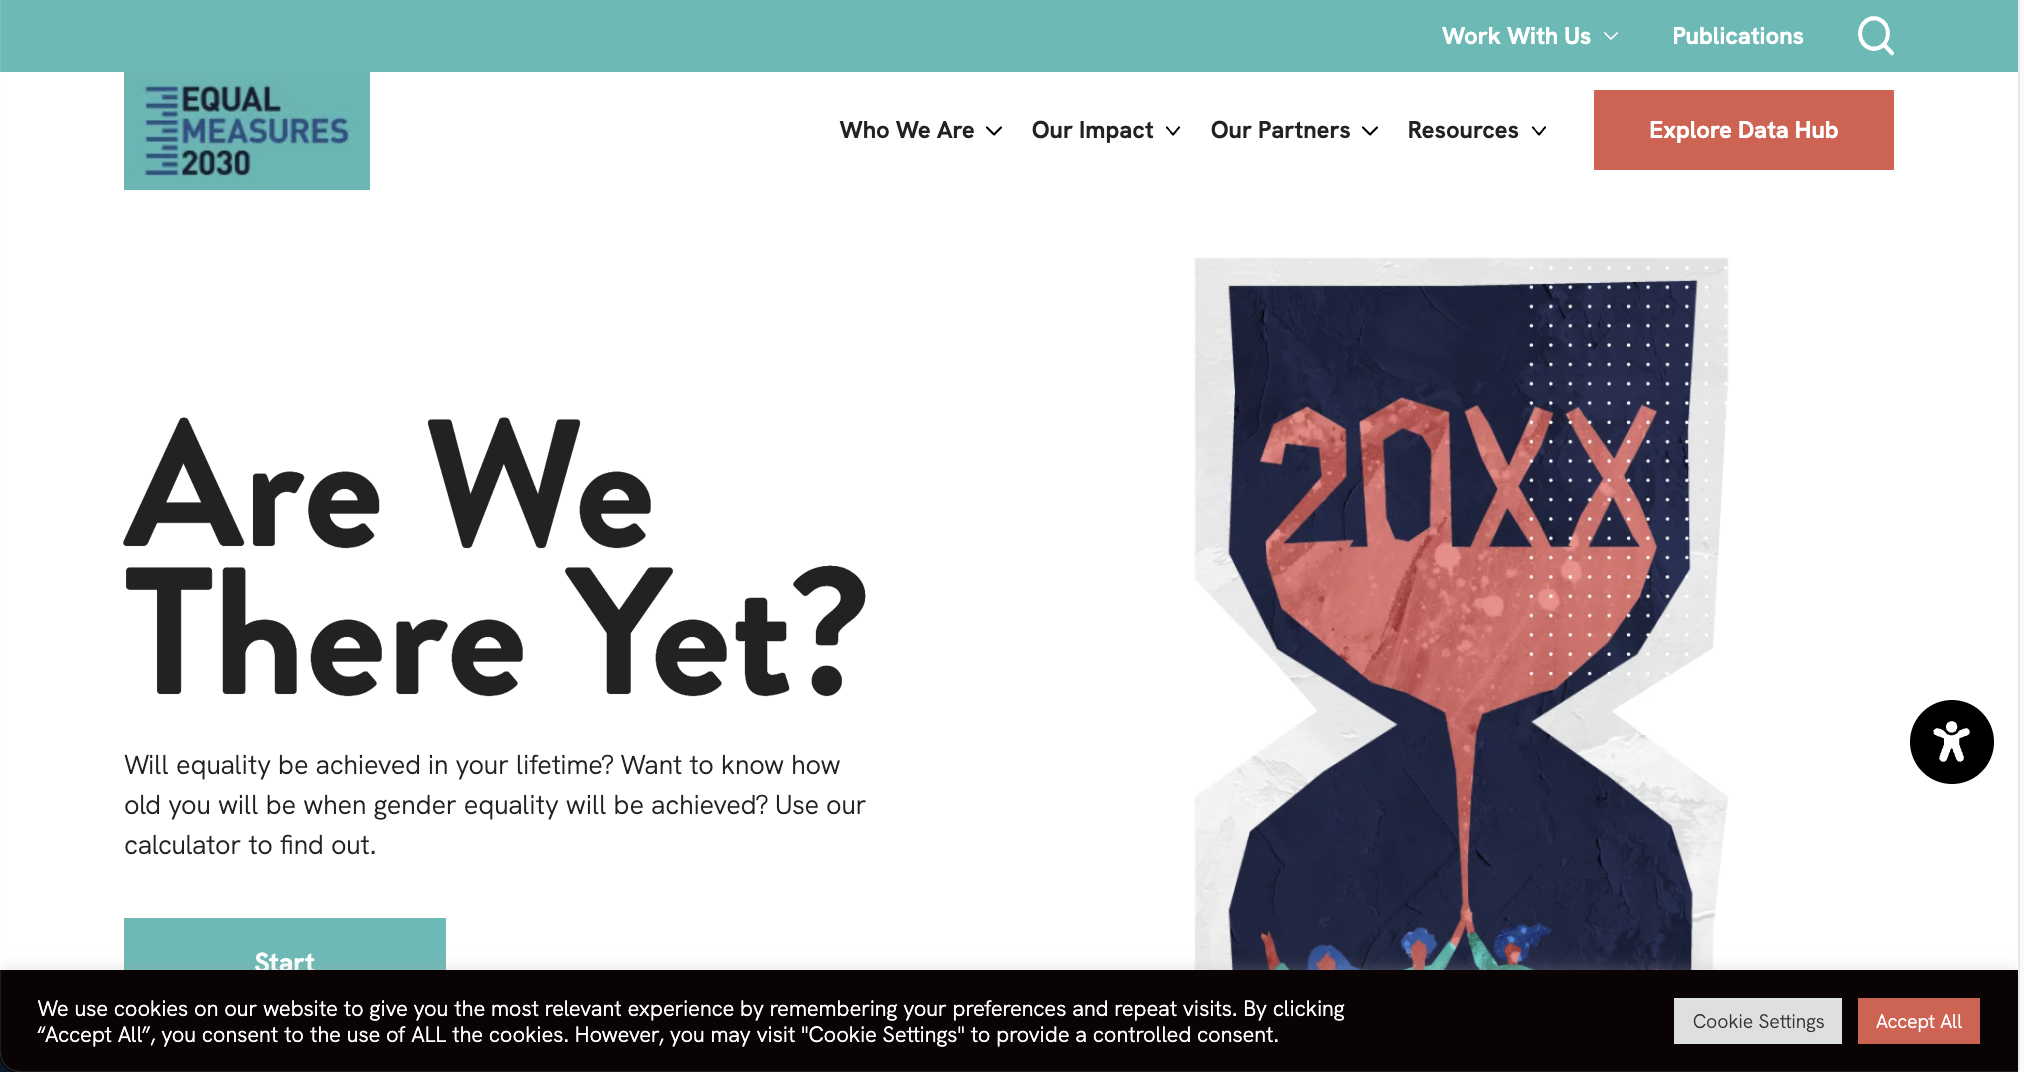 Work With Us
Publications
EQUAL
MEASURES
2030
Who We Are
Our Impact
Our Partners
Resources
Explore Data Hub
20XX
Are We
There Yet?
Will equality be achieved in your lifetime? Want to know how
old you will be when gender equality will be achieved? Use our
calculator to find out.
Start
We use cookies on our website to give you the most relevant experience by remembering your preferences and repeat visits. By clicking
“Accept All”, you consent to the use of ALL the cookies. However, you may visit "Cookie Settings" to provide a controlled consent.
Cookie Settings
Accept All